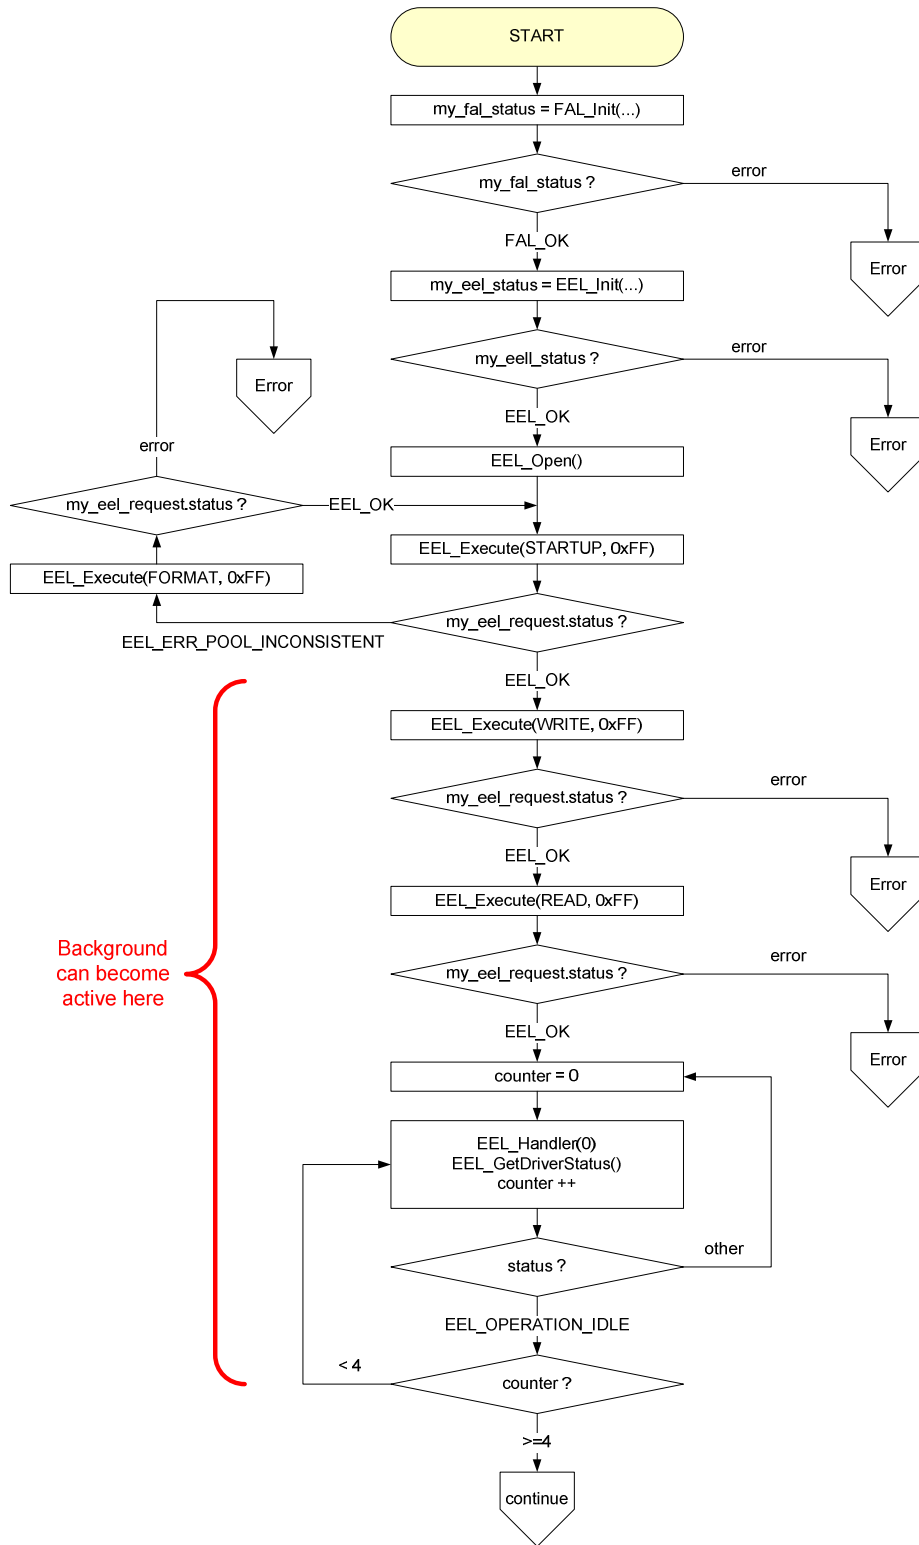 START
my_fal_status = FAL_Init(...)
my_fal_status ?
error
FAL_OK
Error
my_eel_status = EEL_Init(...)
my_eell_status ?
error
Error
EEL_OK
Error
error
EEL_Open()
my_eel_request.status ?
EEL_OK
EEL_Execute(STARTUP, 0xFF)
EEL_Execute(FORMAT, 0xFF)
my_eel_request.status ?
EEL_ERR_POOL_INCONSISTENT
EEL_OK
EEL_Execute(WRITE, 0xFF)
my_eel_request.status ?
error
EEL_OK
Error
EEL_Execute(READ, 0xFF)
Background
can become
active here
my_eel_request.status ?
error
EEL_OK
Error
counter = 0
EEL_Handler(0)
EEL_GetDriverStatus()
counter ++
status ?
other
EEL_OPERATION_IDLE
< 4
counter ?
>=4
continue